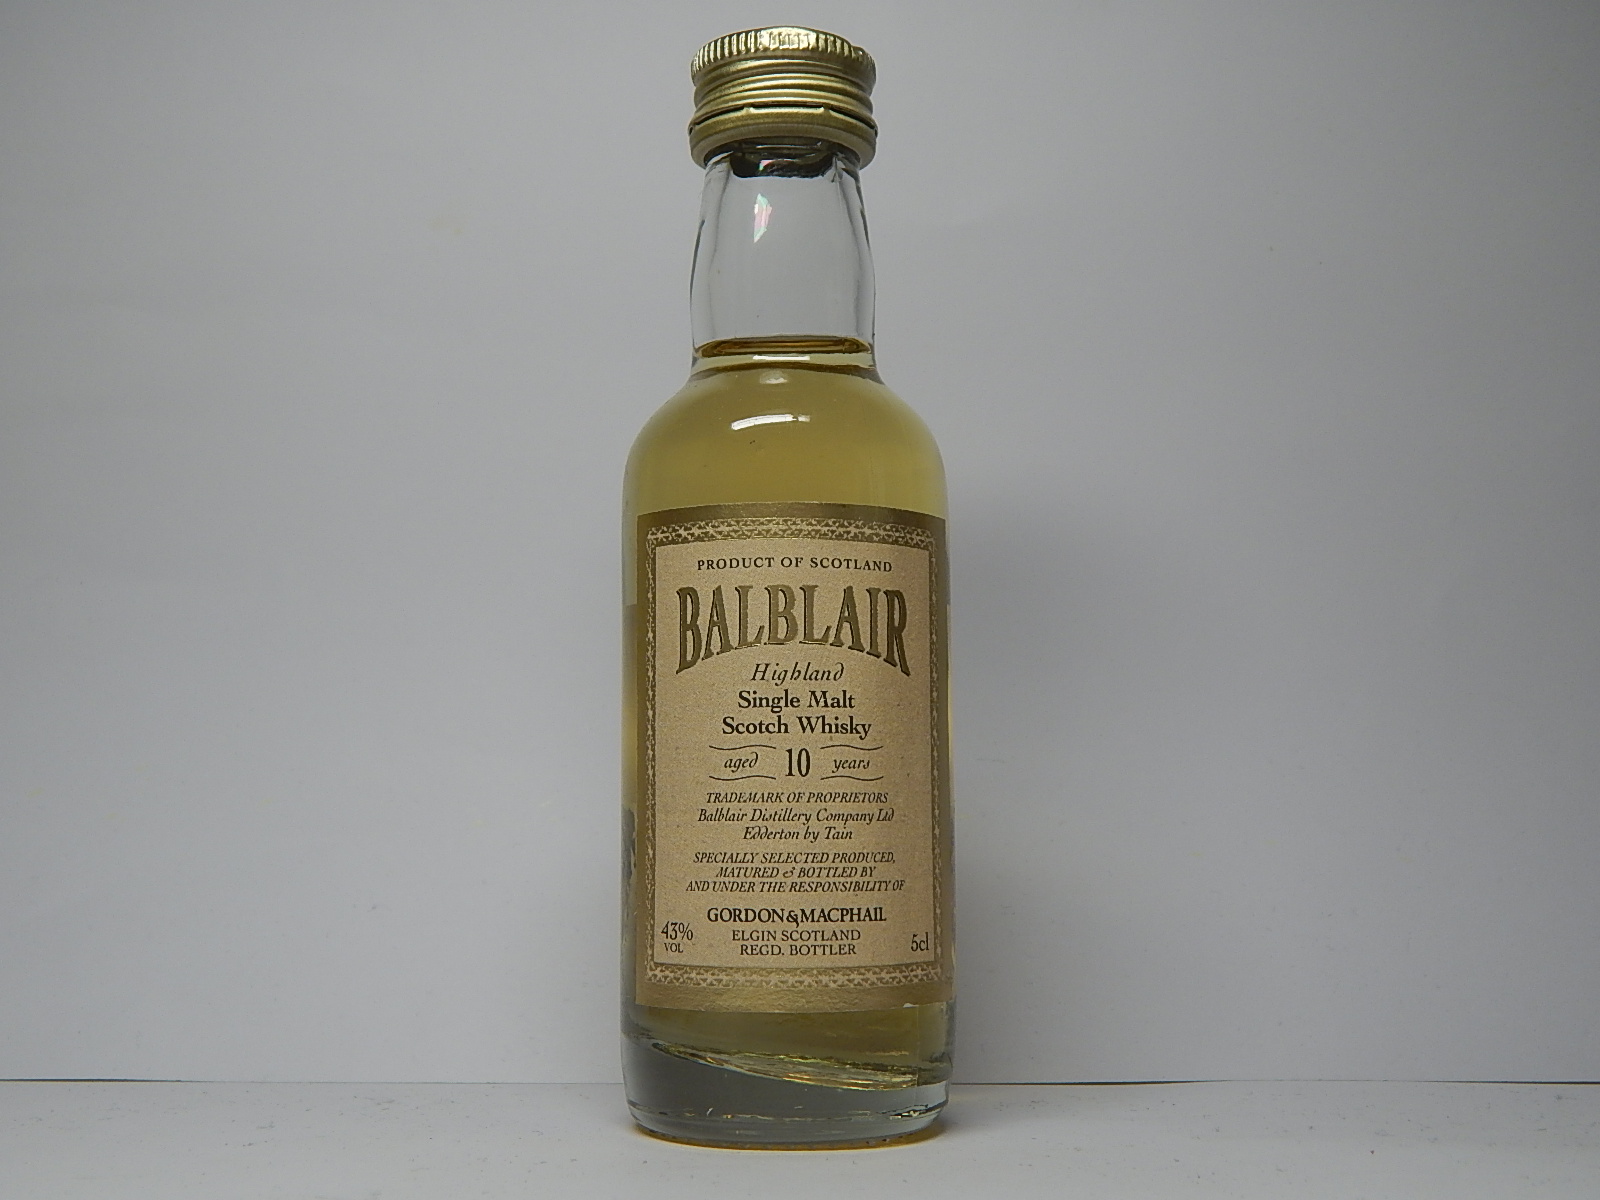 PRODUCT OF SCOTLAND
BALBLAIR
Highland
Single Malt
Scotch Whisky
aged 10 years
TRADEMARK OF PROPRIETORS
Balblair Distillery Company Ltd
Edderton by Tain
SPECIALLY SELECTED PRODUCED,
MATURED & BOTTLED BY
AND UNDER THE RESPONSIBILITY OF
GORDON & MACPHAIL
ELGIN SCOTLAND
REGD. BOTTLER
43%
VOL
5cl